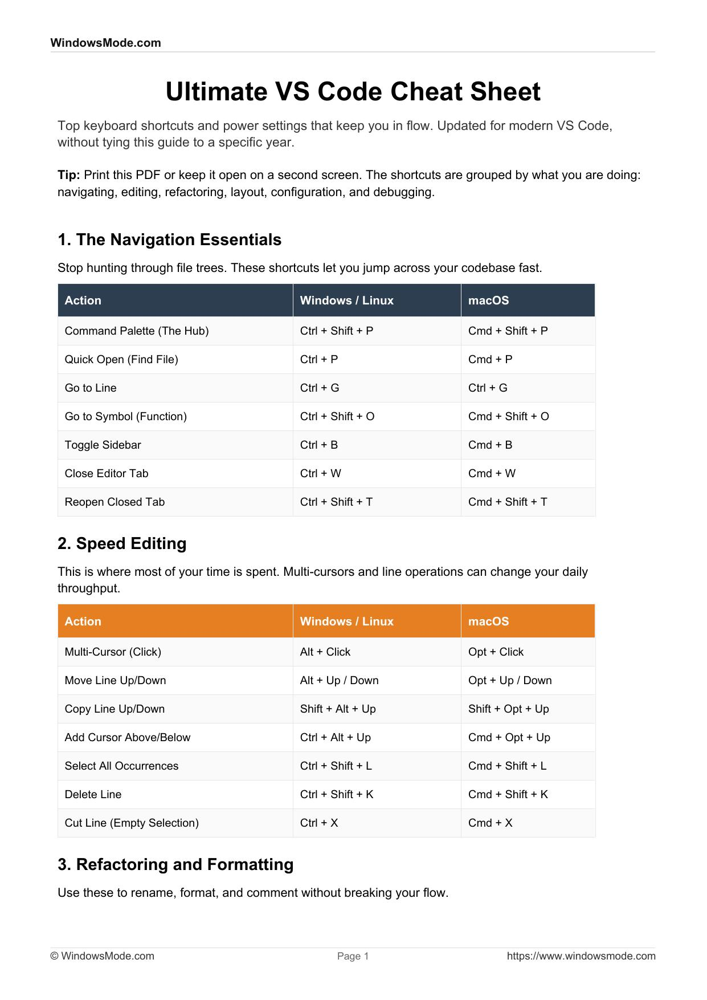 WindowsMode.com
Ultimate VS Code Cheat Sheet
Top keyboard shortcuts and power settings that keep you in flow. Updated for modern VS Code,
without tying this guide to a specific year.
Tip: Print this PDF or keep it open on a second screen. The shortcuts are grouped by what you are doing:
navigating, editing, refactoring, layout, configuration, and debugging.
1. The Navigation Essentials
Stop hunting through file trees. These shortcuts let you jump across your codebase fast.
Action Windows / Linux macOS
Command Palette (The Hub) Ctrl + Shift + P Cmd + Shift + P
Quick Open (Find File) Ctrl + P Cmd + P
Go to Line Ctrl + G Ctrl + G
Go to Symbol (Function) Ctrl + Shift + O Cmd + Shift + O
Toggle Sidebar Ctrl + B Cmd + B
Close Editor Tab Ctrl + W Cmd + W
Reopen Closed Tab Ctrl + Shift + T Cmd + Shift + T
2. Speed Editing
This is where most of your time is spent. Multi-cursors and line operations can change your daily
throughput.
Action Windows / Linux macOS
Multi-Cursor (Click) Alt + Click Opt + Click
Move Line Up/Down Alt + Up / Down Opt + Up / Down
Copy Line Up/Down Shift + Alt + Up Shift + Opt + Up
Add Cursor Above/Below Ctrl + Alt + Up Cmd + Opt + Up
Select All Occurrences Ctrl + Shift + L Cmd + Shift + L
Delete Line Ctrl + Shift + K Cmd + Shift + K
Cut Line (Empty Selection) Ctrl + X Cmd + X
3. Refactoring and Formatting
Use these to rename, format, and comment without breaking your flow.
© WindowsMode.com Page 1 https://www.windowsmode.com